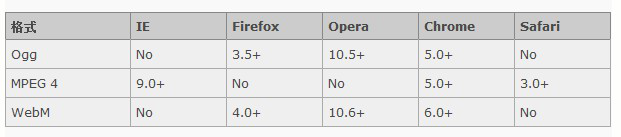 格式 IE Firefox Opera Chrome Safari
Ogg No 3.5+ 10.5+ 5.0+ No
MPEG 4 9.0+ No No 5.0+ 3.0+
WebM No 4.0+ 10.6+ 6.0+ No